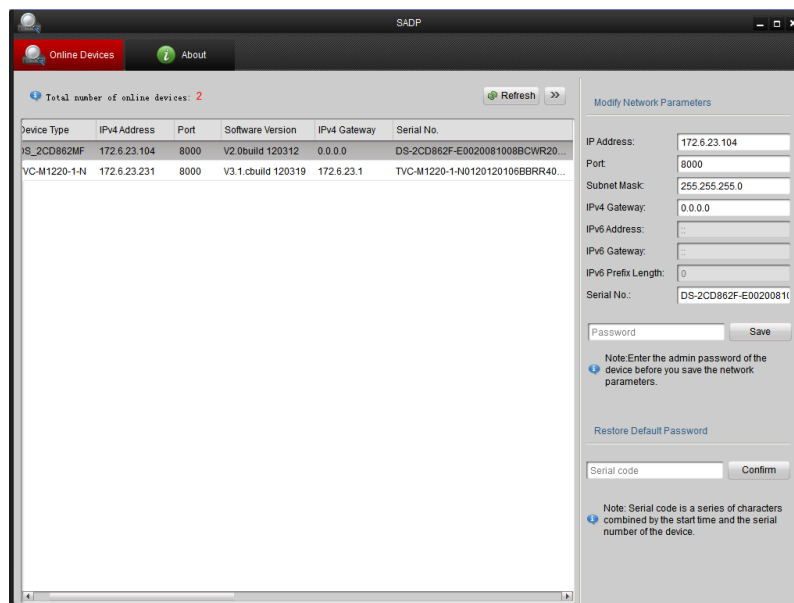 SADP
Online Devices
About
Total number of online devices: 2
Refresh
>>
Device Type IPv4 Address Port Software Version IPv4 Gateway Serial No.
DS_2CD862MF 172.6.23.104 8000 V2.0build 120312 0.0.0.0 DS-2CD862F-E0020081008BCWR20...
TVC-M1220-1-N 172.6.23.231 8000 V3.1.cbuild 120319 172.6.23.1 TVC-M1220-1-N0120120106BBRR40...
Modify Network Parameters
IP Address: 172.6.23.104
Port: 8000
Subnet Mask: 255.255.255.0
IPv4 Gateway: 0.0.0.0
IPv6 Address: ::
IPv6 Gateway: ::
IPv6 Prefix Length: 0
Serial No.: DS-2CD862F-E0020081(
Password Save
Note:Enter the admin password of the
device before you save the network
parameters.
Restore Default Password
Serial code Confirm
Note: Serial code is a series of characters
combined by the start time and the serial
number of the device.